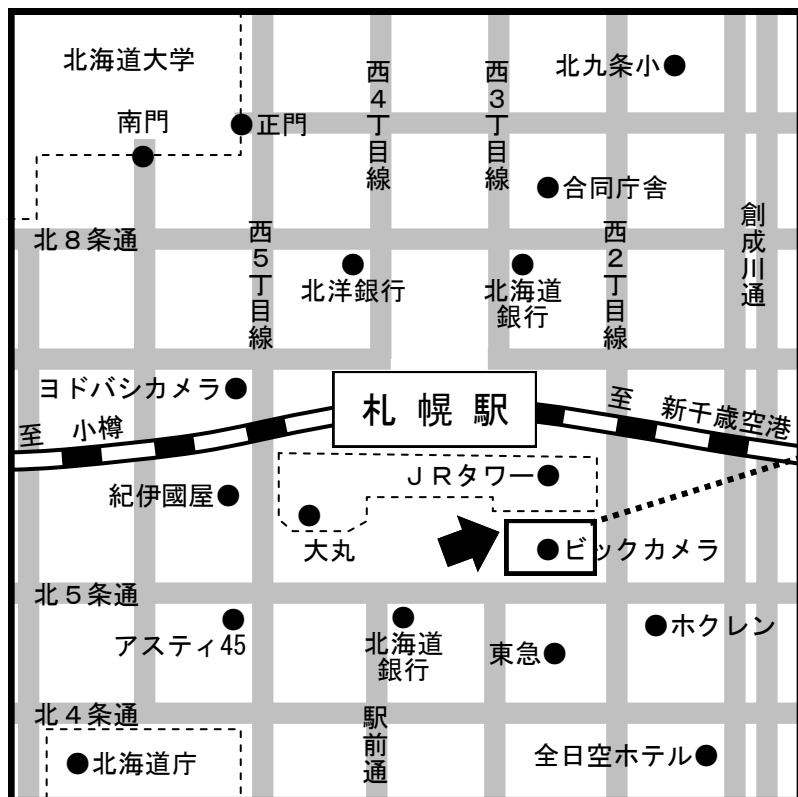 北海道大学
西4丁目線
西3丁目線
北九条小
南門
正門
合同庁舎
創成川通
北8条通
西5丁目線
西2丁目線
北洋銀行
北海道
銀行
ヨドバシカメラ
札幌駅
至 小樽
至 新千歳空港
JRタワー
紀伊國屋
大丸
ビックカメラ
北5条通
アスティ45
北海道
銀行
東急
ホクレン
北4条通
駅前通
北海道庁
全日空ホテル